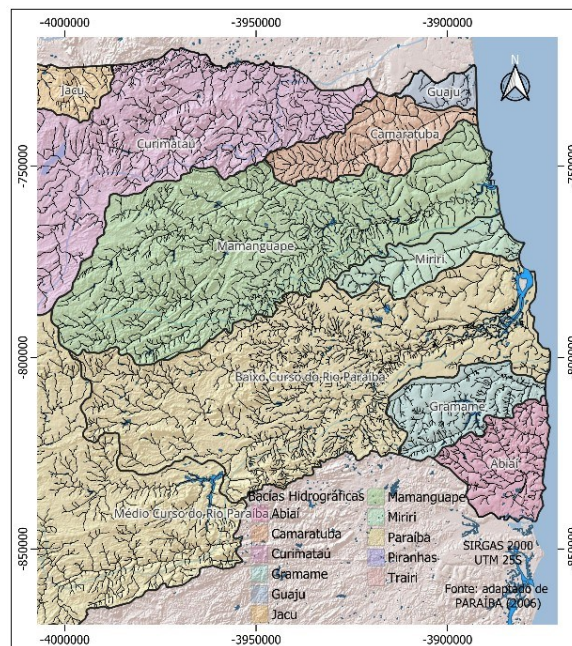 -4000000 -3950000 -3900000
N
Jacu
Guaju
Camaratuba
Curimataú
-750000 -750000
Mamanguape
Miriri
-800000 -800000
Baixo Curso do Rio Paraíba
Gramame
Abiaí
Médio Curso do Rio Paraíba
-850000 -850000
Bacias Hidrográficas
Abiaí
Camaratuba
Curimataú
Gramame
Guaju
Jacu
Mamanguape
Miriri
Paraíba
Piranhas
Trairi
SIRGAS 2000
UTM 25S
Fonte: adaptado de
PARAÍBA (2006)
-4000000 -3950000 -3900000